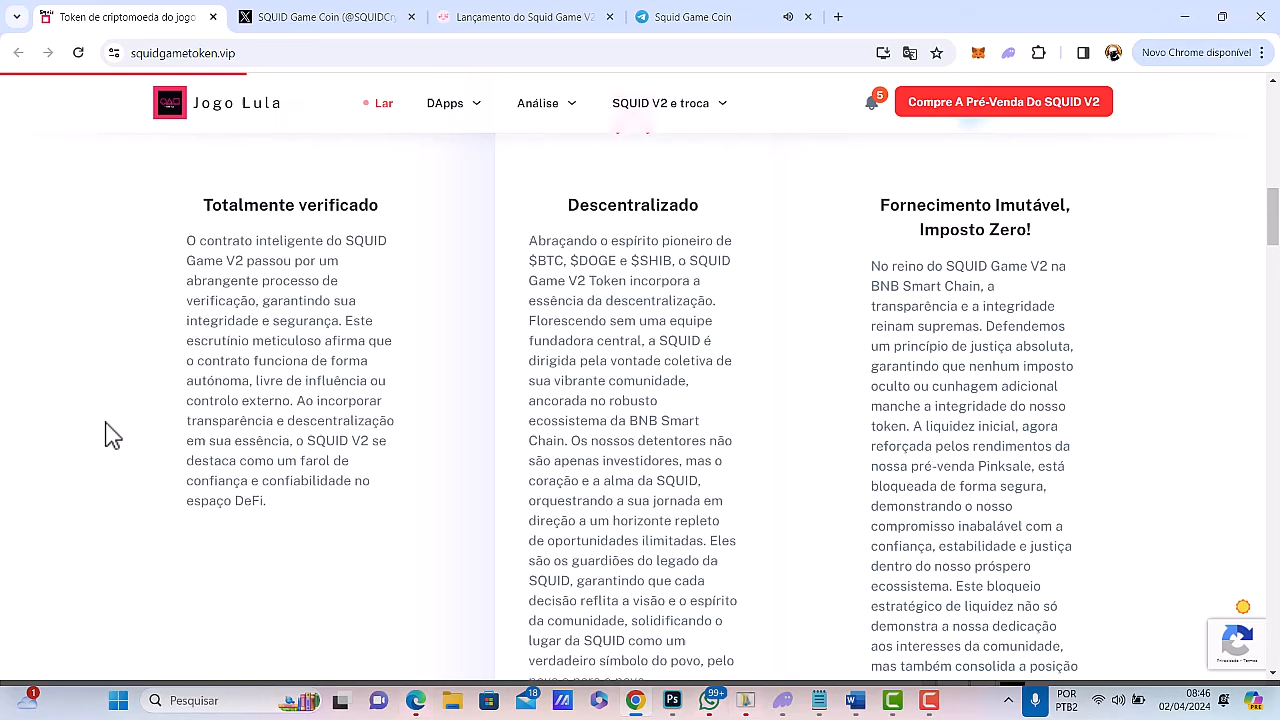 Token de criptomoeda do jogo
SQUID Game Coin (@SQUIDCr
Lançamento do Squid Game V2
Squid Game Coin
squidgametoken.vip
Novo Chrome disponível
Jogo Lula
Lar
DApps
Análise
SQUID V2 e troca
5
Compre A Pré-Venda Do SQUID V2
Totalmente verificado
O contrato inteligente do SQUID
Game V2 passou por um
abrangente processo de
verificação, garantindo sua
integridade e segurança. Este
escrutínio meticuloso afirma que
o contrato funciona de forma
autónoma, livre de influência ou
controlo externo. Ao incorporar
transparência e descentralização
em sua essência, o SQUID V2 se
destaca como um farol de
confiança e confiabilidade no
espaço DeFi.
Descentralizado
Abraçando o espírito pioneiro de
$BTC, $DOGE e $SHIB, o SQUID
Game V2 Token incorpora a
essência da descentralização.
Florescendo sem uma equipe
fundadora central, a SQUID é
dirigida pela vontade coletiva de
sua vibrante comunidade,
ancorada no robusto
ecossistema da BNB Smart
Chain. Os nossos detentores não
são apenas investidores, mas o
coração e a alma da SQUID,
orquestrando a sua jornada em
direção a um horizonte repleto
de oportunidades ilimitadas. Eles
são os guardiões do legado da
SQUID, garantindo que cada
decisão reflita a visão e o espírito
da comunidade, solidificando o
lugar da SQUID como um
verdadeiro símbolo do povo, pelo
Fornecimento Imutável,
Imposto Zero!
No reino do SQUID Game V2 na
BNB Smart Chain, a
transparência e a integridade
reinam supremas. Defendemos
um princípio de justiça absoluta,
garantindo que nenhum imposto
oculto ou cunhagem adicional
manche a integridade do nosso
token. A liquidez inicial, agora
reforçada pelos rendimentos da
nossa pré-venda Pinksale, está
bloqueada de forma segura,
demonstrando o nosso
compromisso inabalável com a
confiança, estabilidade e justiça
dentro do nosso próspero
ecossistema. Este bloqueio
estratégico de liquidez não só
demonstra a nossa dedicação
aos interesses da comunidade,
mas também consolida a posição
Privacidade - Termos
1
Pesquisar
18
99+
POR
PTB2
08:46
02/04/2024
PRE